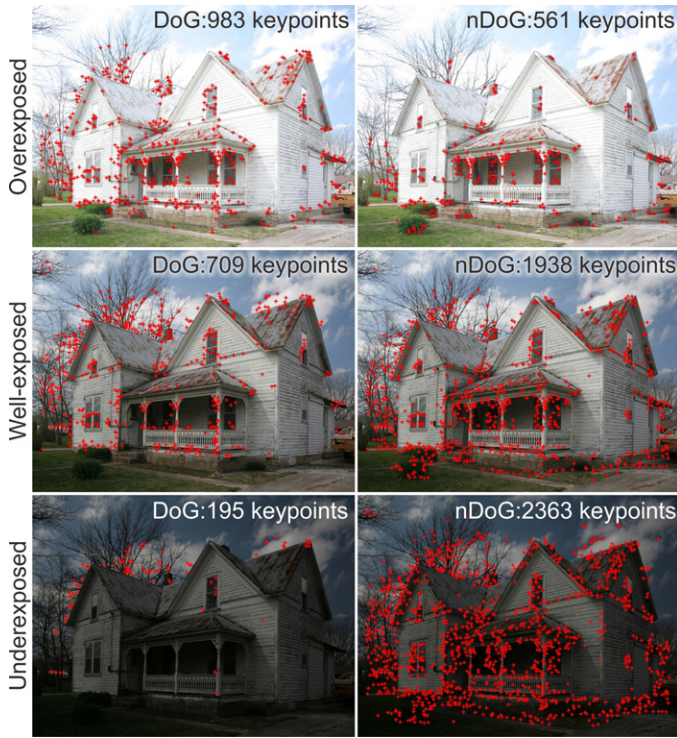 DoG:983 keypoints
nDoG:561 keypoints
Overexposed
DoG:709 keypoints
nDoG:1938 keypoints
Well-exposed
DoG:195 keypoints
nDoG:2363 keypoints
Underexposed